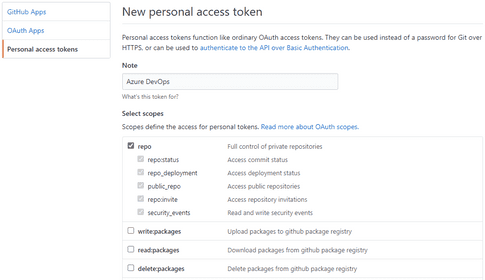 GitHub Apps
OAuth Apps
Personal access tokens
New personal access token
Personal access tokens function like ordinary OAuth access tokens. They can be used instead of a password for Git over
HTTPS, or can be used to authenticate to the API over Basic Authentication.
Note
Azure DevOps
What's this token for?
Select scopes
Scopes define the access for personal tokens. Read more about OAuth scopes.
repo Full control of private repositories
repo:status Access commit status
repo_deployment Access deployment status
public_repo Access public repositories
repo:invite Access repository invitations
security_events Read and write security events
write:packages Upload packages to github package registry
read:packages Download packages from github package registry
delete:packages Delete packages from github package registry